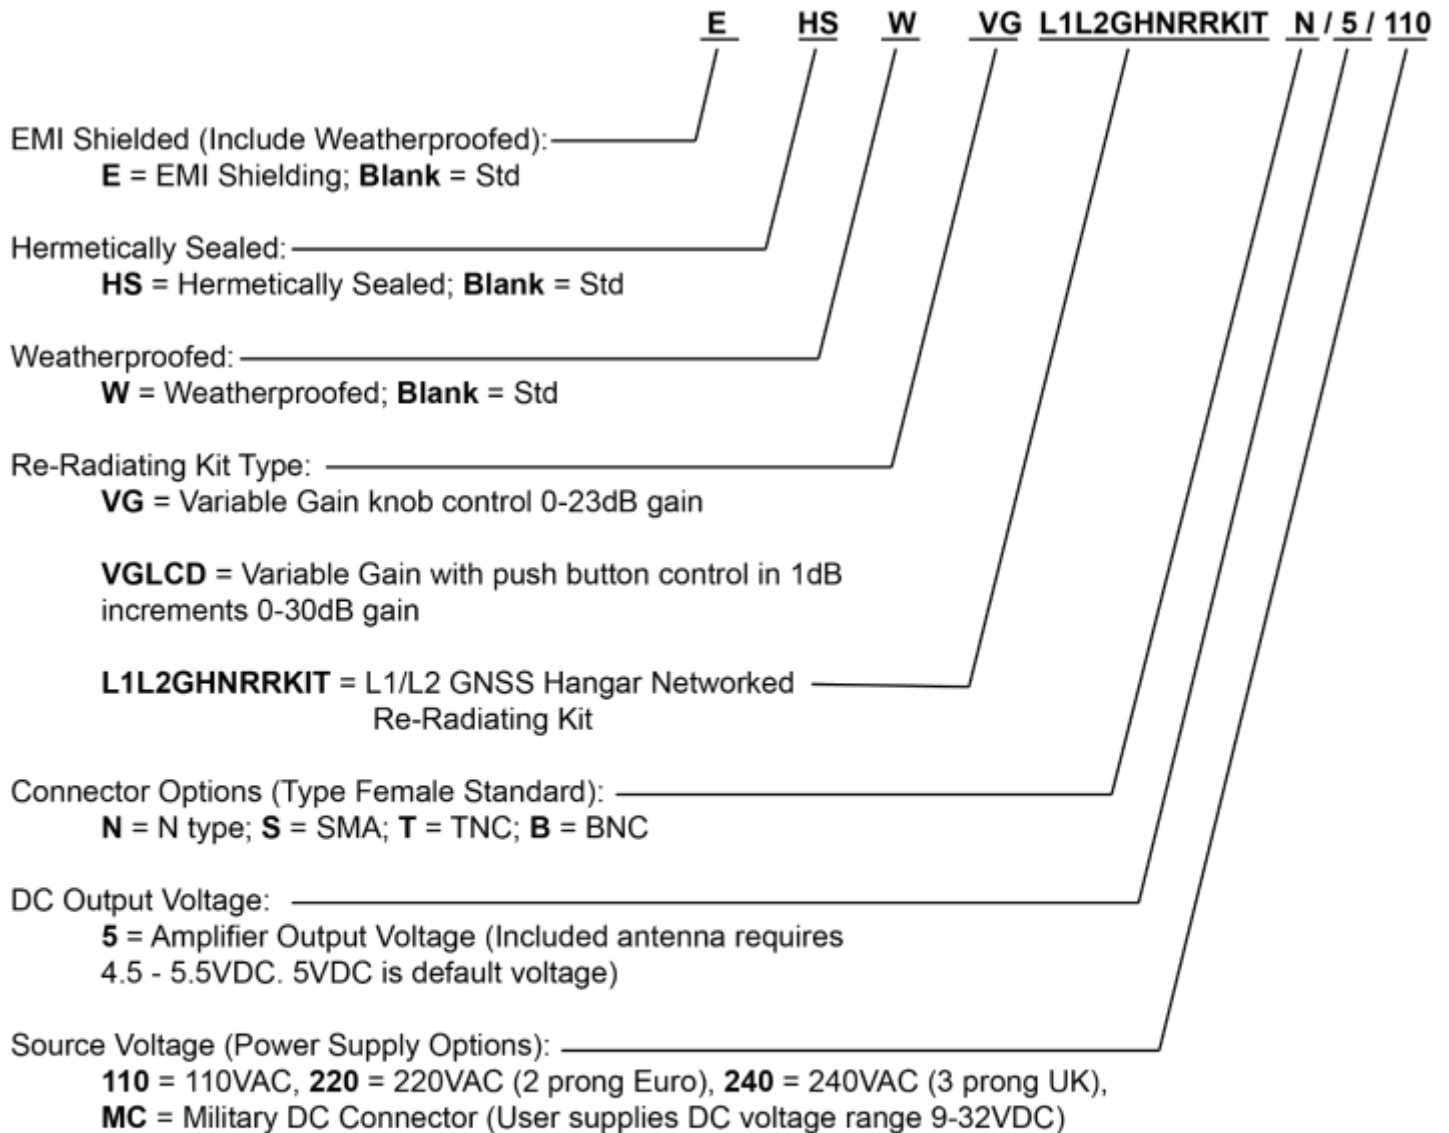 E HS W VG L1L2GHNRRKIT N / 5 / 110
EMI Shielded (Include Weatherproofed):
E = EMI Shielding; Blank = Std
Hermetically Sealed:
HS = Hermetically Sealed; Blank = Std
Weatherproofed:
W = Weatherproofed; Blank = Std
Re-Radiating Kit Type:
VG = Variable Gain knob control 0-23dB gain
VGLCD = Variable Gain with push button control in 1dB
increments 0-30dB gain
L1L2GHNRRKIT = L1/L2 GNSS Hangar Networked
Re-Radiating Kit
Connector Options (Type Female Standard):
N = N type; S = SMA; T = TNC; B = BNC
DC Output Voltage:
5 = Amplifier Output Voltage (Included antenna requires
4.5 - 5.5VDC. 5VDC is default voltage)
Source Voltage (Power Supply Options):
110 = 110VAC, 220 = 220VAC (2 prong Euro), 240 = 240VAC (3 prong UK),
MC = Military DC Connector (User supplies DC voltage range 9-32VDC)